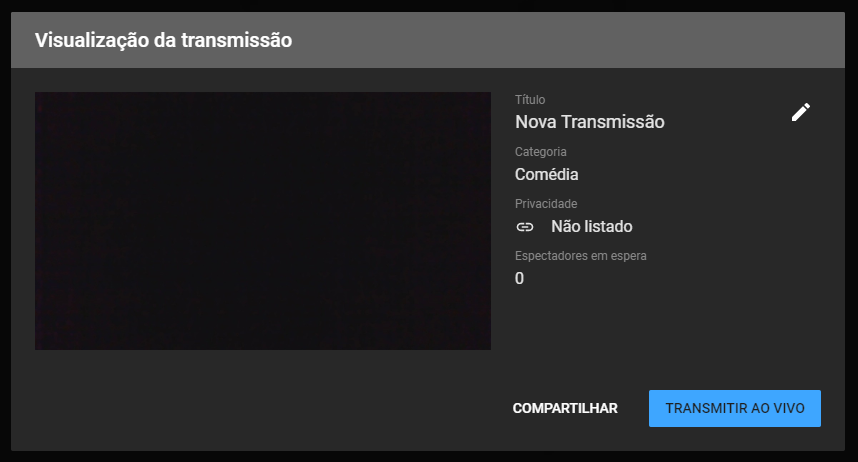 Visualização da transmissão
Título
Nova Transmissão
Categoria
Comédia
Privacidade
Não listado
Espectadores em espera
0
COMPARTILHAR
TRANSMITIR AO VIVO